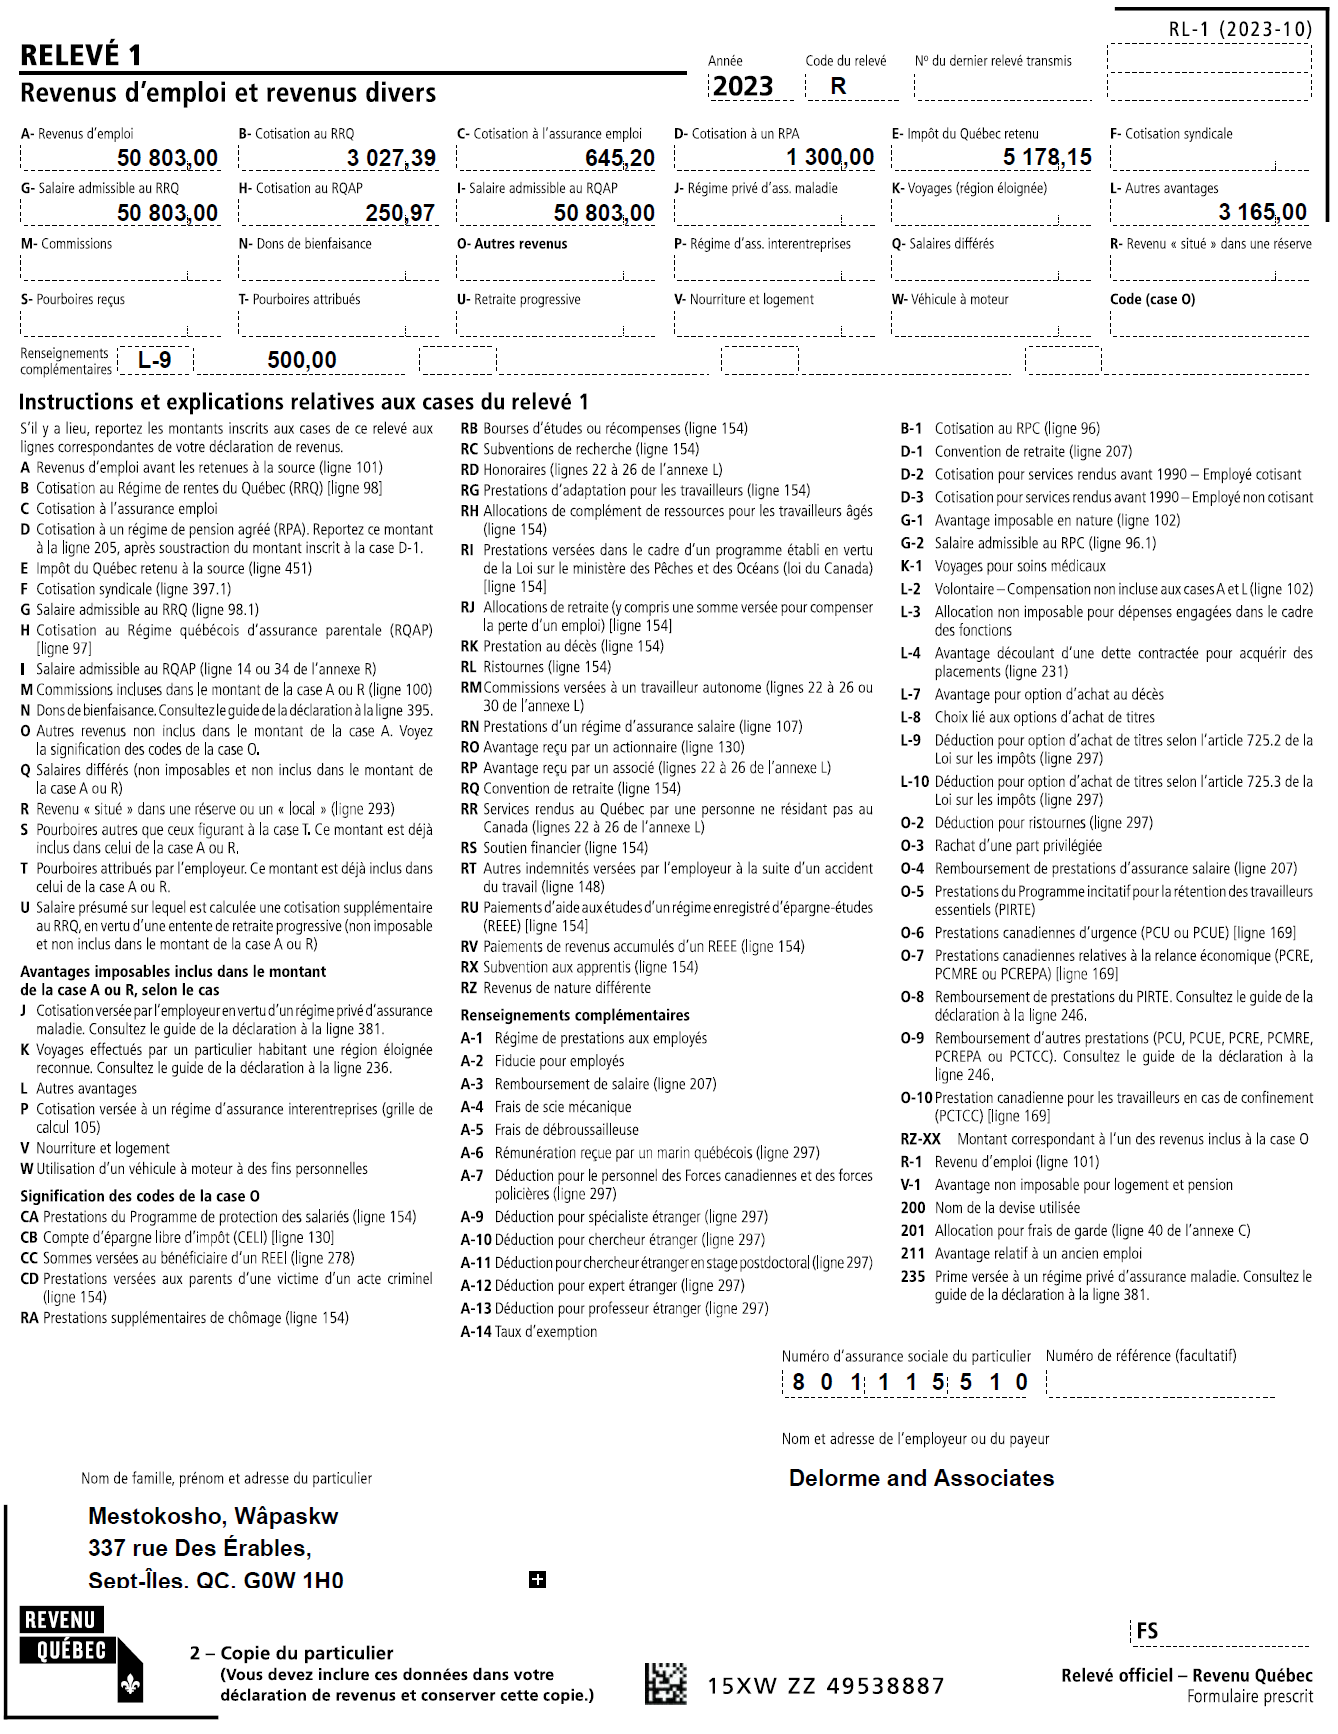 RL-1 (2023-10)
RELEVÉ 1
Revenus d'emploi et revenus divers
Année
Code du relevé
Nº du dernier relevé transmis
2023
R
A- Revenus d'emploi
B- Cotisation au RRQ
C- Cotisation à l'assurance emploi
D- Cotisation à un RPA
E- Impôt du Québec retenu
F- Cotisation syndicale
50 803,00
3 027,39
645,20
1 300,00
5 178,15
G- Salaire admissible au RRQ
H- Cotisation au RQAP
I- Salaire admissible au RQAP
J- Régime privé d'ass. maladie
K- Voyages (région éloignée)
L- Autres avantages
50 803,00
250,97
50 803,00
3 165,00
M- Commissions
N- Dons de bienfaisance
O- Autres revenus
P- Régime d'ass. interentreprises
Q- Salaires différés
R- Revenu « situé » dans une réserve
S- Pourboires reçus
T- Pourboires attribués
U- Retraite progressive
V- Nourriture et logement
W- Véhicule à moteur
Code (case O)
Renseignements
complémentaires
L-9
500,00
Instructions et explications relatives aux cases du relevé 1
S'il y a lieu, reportez les montants inscrits aux cases de ce relevé aux
lignes correspondantes de votre déclaration de revenus.
A Revenus d'emploi avant les retenues à la source (ligne 101)
B Cotisation au Régime de rentes du Québec (RRQ) [ligne 98]
C Cotisation à l'assurance emploi
D Cotisation à un régime de pension agréé (RPA). Reportez ce montant
à la ligne 205, après soustraction du montant inscrit à la case D-1.
E Impôt du Québec retenu à la source (ligne 451)
F Cotisation syndicale (ligne 397.1)
G Salaire admissible au RRQ (ligne 98.1)
H Cotisation au Régime québécois d'assurance parentale (RQAP)
[ligne 97]
I Salaire admissible au RQAP (ligne 14 ou 34 de l'annexe R)
M Commissions incluses dans le montant de la case A ou R (ligne 100)
N Dons de bienfaisance. Consultez le guide de la déclaration à la ligne 395.
O Autres revenus non inclus dans le montant de la case A. Voyez
la signification des codes de la case O.
Q Salaires différés (non imposables et non inclus dans le montant de
la case A ou R)
R Revenu « situé » dans une réserve ou un « local » (ligne 293)
S Pourboires autres que ceux figurant à la case T. Ce montant est déjà
inclus dans celui de la case A ou R.
T Pourboires attribués par l'employeur. Ce montant est déjà inclus dans
celui de la case A ou R.
U Salaire présumé sur lequel est calculée une cotisation supplémentaire
au RRQ, en vertu d'une entente de retraite progressive (non imposable
et non inclus dans le montant de la case A ou R)
Avantages imposables inclus dans le montant
de la case A ou R, selon le cas
J Cotisation versée par l'employeur en vertu d'un régime privé d'assurance
maladie. Consultez le guide de la déclaration à la ligne 381.
K Voyages effectués par un particulier habitant une région éloignée
reconnue. Consultez le guide de la déclaration à la ligne 236.
L Autres avantages
P Cotisation versée à un régime d'assurance interentreprises (grille de
calcul 105)
V Nourriture et logement
W Utilisation d'un véhicule à moteur à des fins personnelles
Signification des codes de la case O
CA Prestations du Programme de protection des salariés (ligne 154)
CB Compte d'épargne libre d'impôt (CELI) [ligne 130]
CC Sommes versées au bénéficiaire d'un REEI (ligne 278)
CD Prestations versées aux parents d'une victime d'un acte criminel
(ligne 154)
RA Prestations supplémentaires de chômage (ligne 154)
RB Bourses d'études ou récompenses (ligne 154)
RC Subventions de recherche (ligne 154)
RD Honoraires (lignes 22 à 26 de l'annexe L)
RG Prestations d'adaptation pour les travailleurs (ligne 154)
RH Allocations de complément de ressources pour les travailleurs âgés
(ligne 154)
RI Prestations versées dans le cadre d'un programme établi en vertu
de la Loi sur le ministère des Pêches et des Océans (loi du Canada)
[ligne 154]
RJ Allocations de retraite (y compris une somme versée pour compenser
la perte d'un emploi) [ligne 154]
RK Prestation au décès (ligne 154)
RL Ristournes (ligne 154)
RM Commissions versées à un travailleur autonome (lignes 22 à 26 ou
30 de l'annexe L)
RN Prestations d'un régime d'assurance salaire (ligne 107)
RO Avantage reçu par un actionnaire (ligne 130)
RP Avantage reçu par un associé (lignes 22 à 26 de l'annexe L)
RQ Convention de retraite (ligne 154)
RR Services rendus au Québec par une personne ne résidant pas au
Canada (lignes 22 à 26 de l'annexe L)
RS Soutien financier (ligne 154)
RT Autres indemnités versées par l'employeur à la suite d'un accident
du travail (ligne 148)
RU Paiements d'aide aux études d'un régime enregistré d'épargne-études
(REEE) [ligne 154]
RV Paiements de revenus accumulés d'un REEE (ligne 154)
RX Subvention aux apprentis (ligne 154)
RZ Revenus de nature différente
Renseignements complémentaires
A-1 Régime de prestations aux employés
A-2 Fiducie pour employés
A-3 Remboursement de salaire (ligne 207)
A-4 Frais de scie mécanique
A-5 Frais de débroussailleuse
A-6 Rémunération reçue par un marin québécois (ligne 297)
A-7 Déduction pour le personnel des Forces canadiennes et des forces
policières (ligne 297)
A-9 Déduction pour spécialiste étranger (ligne 297)
A-10 Déduction pour chercheur étranger (ligne 297)
A-11 Déduction pour chercheur étranger en stage postdoctoral (ligne 297)
A-12 Déduction pour expert étranger (ligne 297)
A-13 Déduction pour professeur étranger (ligne 297)
A-14 Taux d'exemption
B-1 Cotisation au RPC (ligne 96)
D-1 Convention de retraite (ligne 207)
D-2 Cotisation pour services rendus avant 1990 – Employé cotisant
D-3 Cotisation pour services rendus avant 1990 – Employé non cotisant
G-1 Avantage imposable en nature (ligne 102)
G-2 Salaire admissible au RPC (ligne 96.1)
K-1 Voyages pour soins médicaux
L-2 Volontaire – Compensation non incluse aux cases A et L (ligne 102)
L-3 Allocation non imposable pour dépenses engagées dans le cadre
des fonctions
L-4 Avantage découlant d'une dette contractée pour acquérir des
placements (ligne 231)
L-7 Avantage pour option d'achat au décès
L-8 Choix lié aux options d'achat de titres
L-9 Déduction pour option d'achat de titres selon l'article 725.2 de la
Loi sur les impôts (ligne 297)
L-10 Déduction pour option d'achat de titres selon l'article 725.3 de la
Loi sur les impôts (ligne 297)
O-2 Déduction pour ristournes (ligne 297)
O-3 Rachat d'une part privilégiée
O-4 Remboursement de prestations d'assurance salaire (ligne 207)
O-5 Prestations du Programme incitatif pour la rétention des travailleurs
essentiels (PIRTE)
O-6 Prestations canadiennes d'urgence (PCU ou PCUE) [ligne 169]
O-7 Prestations canadiennes relatives à la relance économique (PCRE,
PCMRE ou PCREPA) [ligne 169]
O-8 Remboursement de prestations du PIRTE. Consultez le guide de la
déclaration à la ligne 246.
O-9 Remboursement d'autres prestations (PCU, PCUE, PCRE, PCMRE,
PCREPA ou PCTCC). Consultez le guide de la déclaration à la
ligne 246.
O-10 Prestation canadienne pour les travailleurs en cas de confinement
(PCTCC) [ligne 169]
RZ-XX Montant correspondant à l'un des revenus inclus à la case O
R-1 Revenu d'emploi (ligne 101)
V-1 Avantage non imposable pour logement et pension
200 Nom de la devise utilisée
201 Allocation pour frais de garde (ligne 40 de l'annexe C)
211 Avantage relatif à un ancien emploi
235 Prime versée à un régime privé d'assurance maladie. Consultez le
guide de la déclaration à la ligne 381.
Numéro d'assurance sociale du particulier
Numéro de référence (facultatif)
8 0 1 1 1 5 5 1 0
Nom et adresse de l'employeur ou du payeur
Delorme and Associates
Nom de famille, prénom et adresse du particulier
Mestokosho, Wâpaskw
337 rue Des Érables,
Sept-Îles, QC, G0W 1H0
REVENU
QUÉBEC
2 – Copie du particulier
(Vous devez inclure ces données dans votre
déclaration de revenus et conserver cette copie.)
15XW ZZ 49538887
FS
Relevé officiel – Revenu Québec
Formulaire prescrit